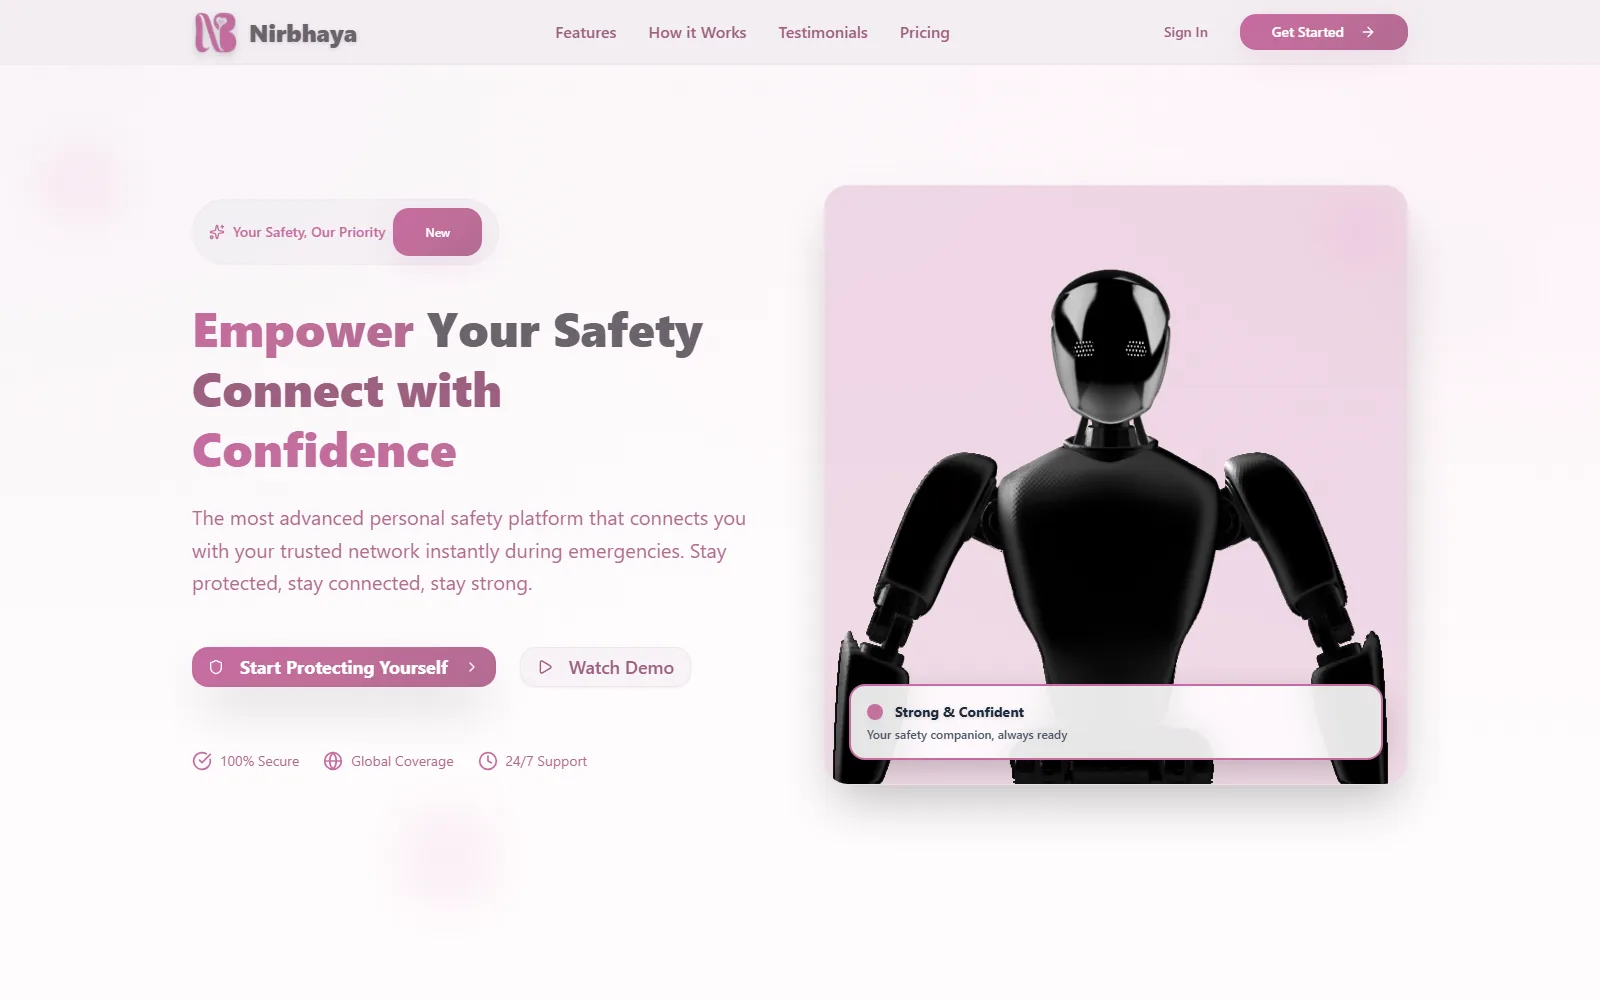 Nirbhaya
Features
How it Works
Testimonials
Pricing
Sign In
Get Started
Your Safety, Our Priority
New
Empower Your Safety
Connect with
Confidence
The most advanced personal safety platform that connects you
with your trusted network instantly during emergencies. Stay
protected, stay connected, stay strong.
Start Protecting Yourself
Watch Demo
100% Secure
Global Coverage
24/7 Support
Strong & Confident
Your safety companion, always ready